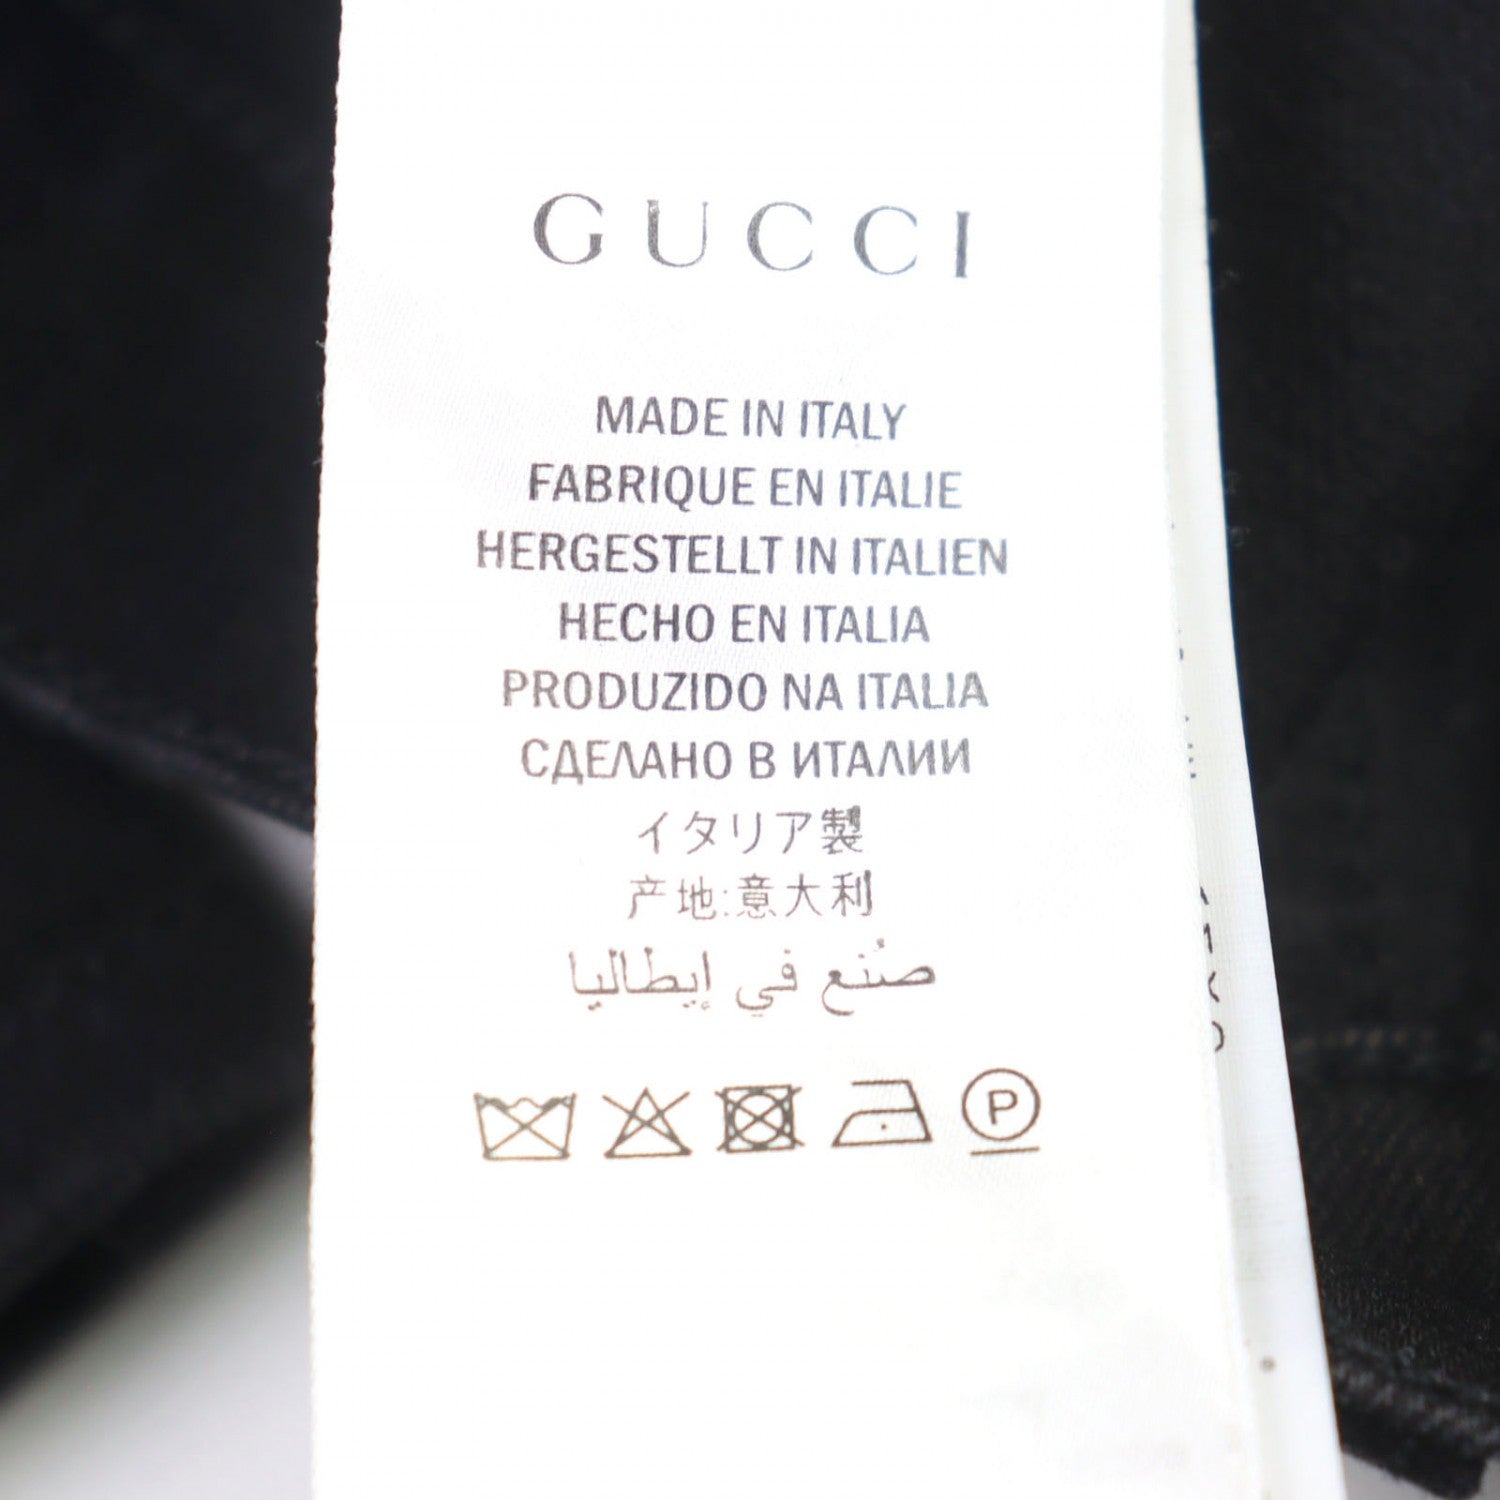 GUCCI
MADE IN ITALY
FABRIQUE EN ITALIE
HERGESTELLT IN ITALIEN
HECHO EN ITALIA
PRODUZIDO NA ITALIA
СДЕЛАНО В ИТАЛИИ
イタリア製
产地:意大利
صُنع في إيطاليا
P